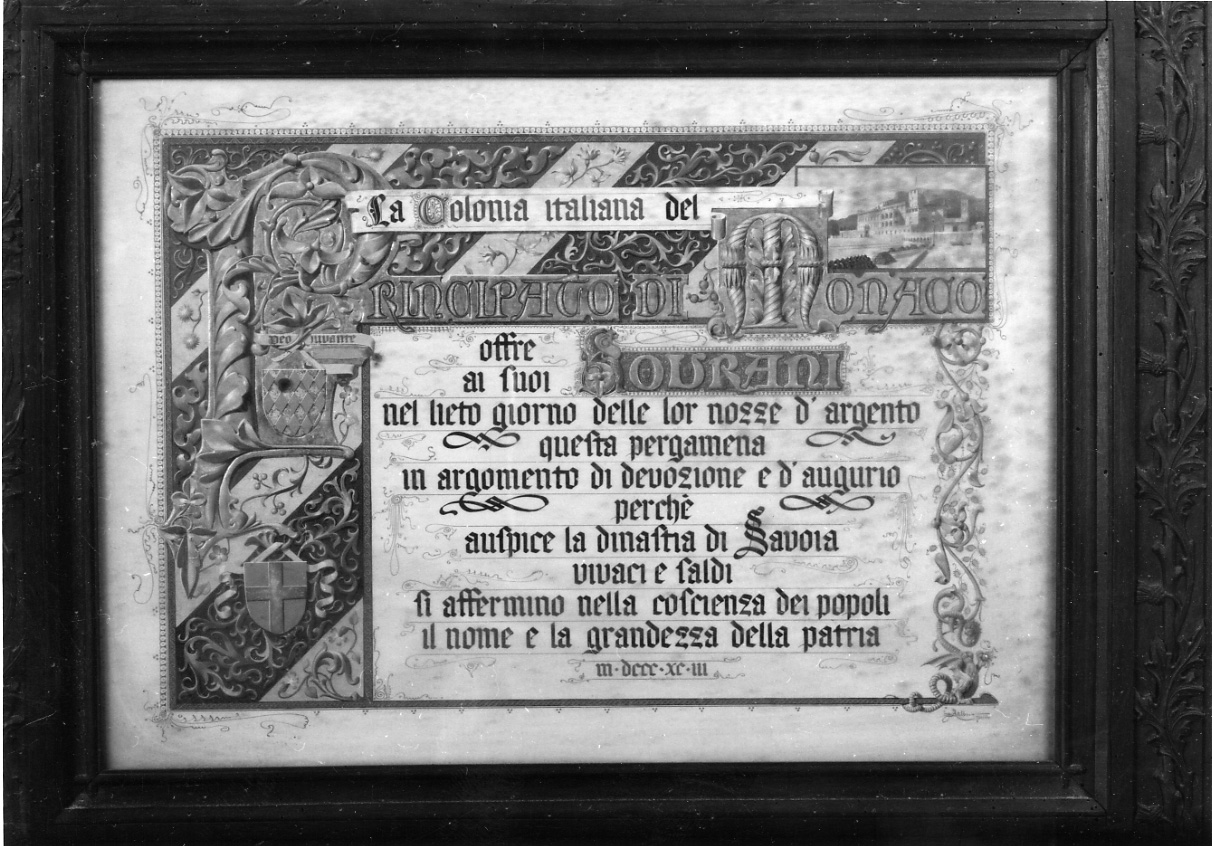 La Colonia italiana del
PRINCIPATO DI MONACO
Deo Juvante
offre
ai suoi SOVRANI
nel lieto giorno delle lor nozze d'argento
questa pergamena
in argomento di devozione e d'augurio
perchè
auspice la dinastia di Savoia
vivaci e saldi
si affermino nella coscienza dei popoli
il nome e la grandezza della patria
m·dccc·xc·iii